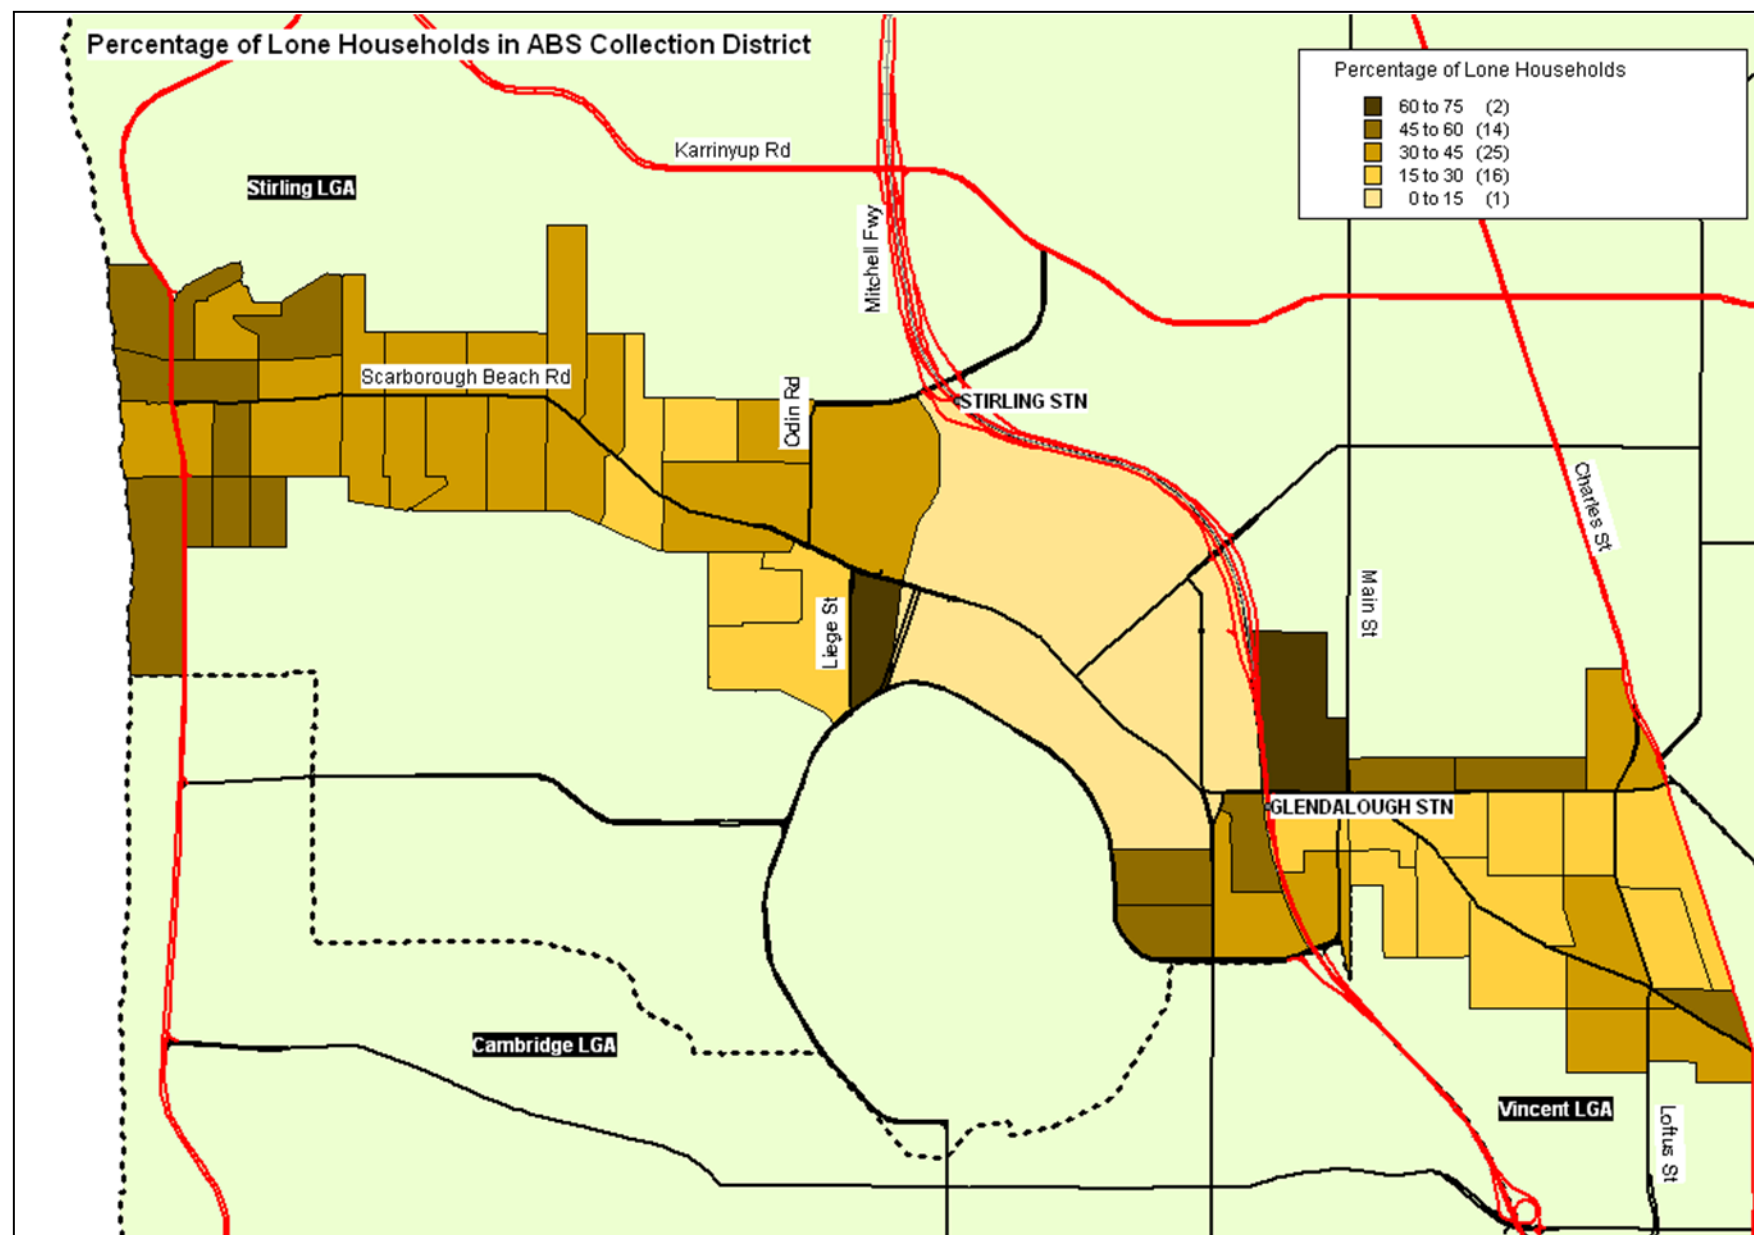 Percentage of Lone Households in ABS Collection District
Percentage of Lone Households
60 to 75 (2)
45 to 60 (14)
30 to 45 (25)
15 to 30 (16)
0 to 15 (1)
Karrinyup Rd
Stirling LGA
Mitchell Fwy
Scarborough Beach Rd
Odin Rd
STIRLING STN
Charles St
Main St
Liege St
GLENDALOUGH STN
Cambridge LGA
Vincent LGA
Loftus St